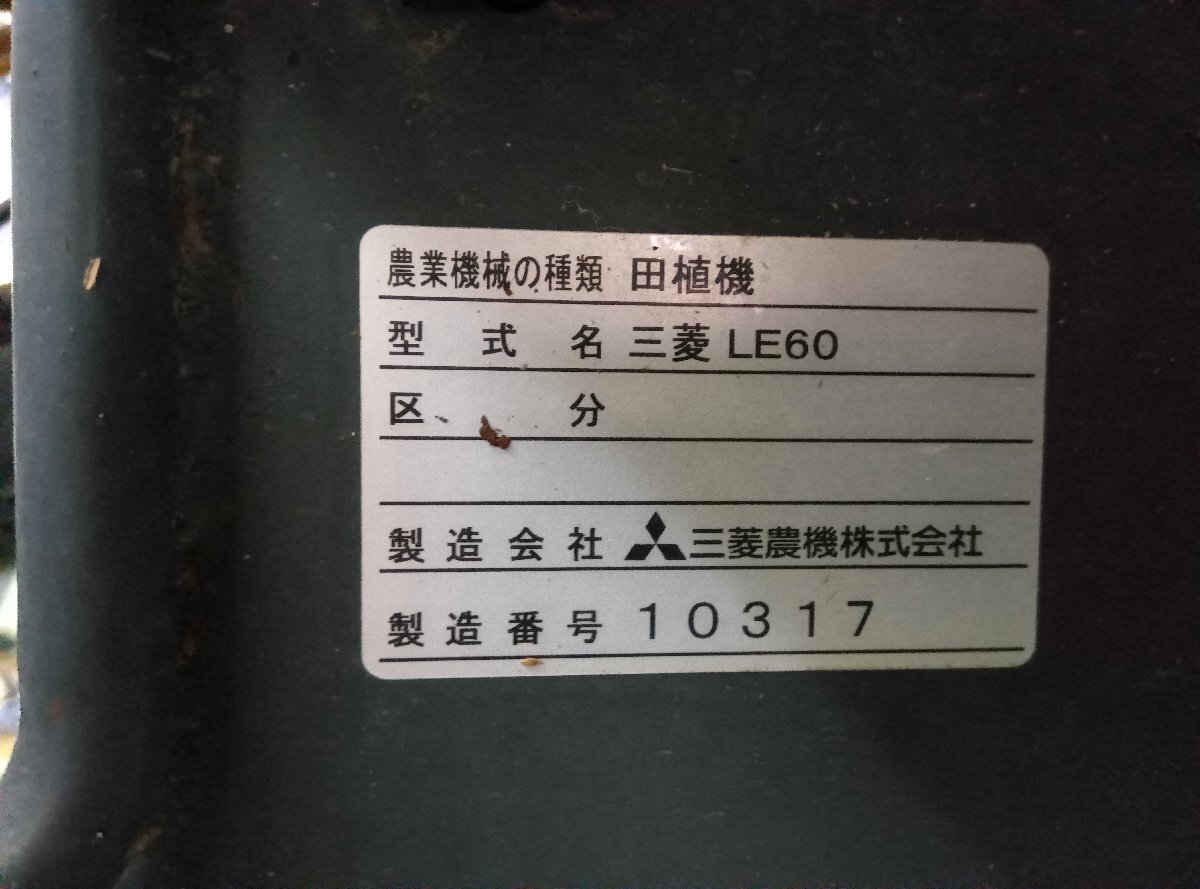 農業機械の種類 田植機
型式名 三菱 LE60
区分
製造会社 三菱農機株式会社
製造番号 10317